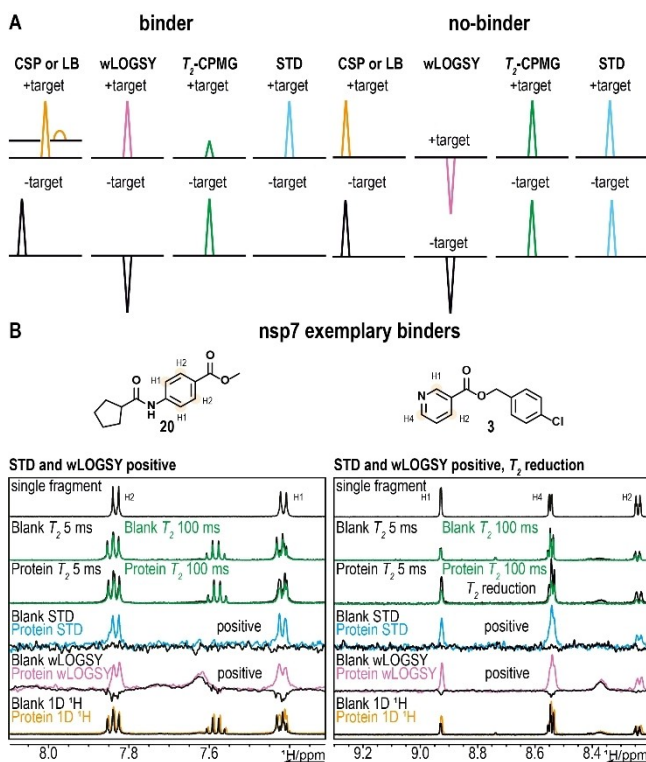 A
binder
no-binder
CSP or LB wLOGSY T2-CPMG STD CSP or LB wLOGSY T2-CPMG STD
+target +target +target +target +target +target +target
+target
-target -target -target -target -target -target -target
-target
B
nsp7 exemplary binders
H2
O
O
H1
O
N
H
H2
H1
20
H1
O
N
O
H4
H2
Cl
3
STD and wLOGSY positive
single fragment
H2
H1
Blank T2 5 ms Blank T2 100 ms
Protein T2 5 ms Protein T2 100 ms
Blank STD
Protein STD
positive
Blank wLOGSY
Protein wLOGSY
positive
Blank 1D 1H
Protein 1D 1H
8.0 7.8 7.6 1H/ppm
STD and wLOGSY positive, T2 reduction
single fragment
H1
H4
H2
Blank T2 5 ms Blank T2 100 ms
Protein T2 5 ms Protein T2 100 ms
T2 reduction
Blank STD
Protein STD
positive
Blank wLOGSY
Protein wLOGSY
positive
Blank 1D 1H
Protein 1D 1H
9.2 9.0 8.8 8.6 8.4 1H/ppm